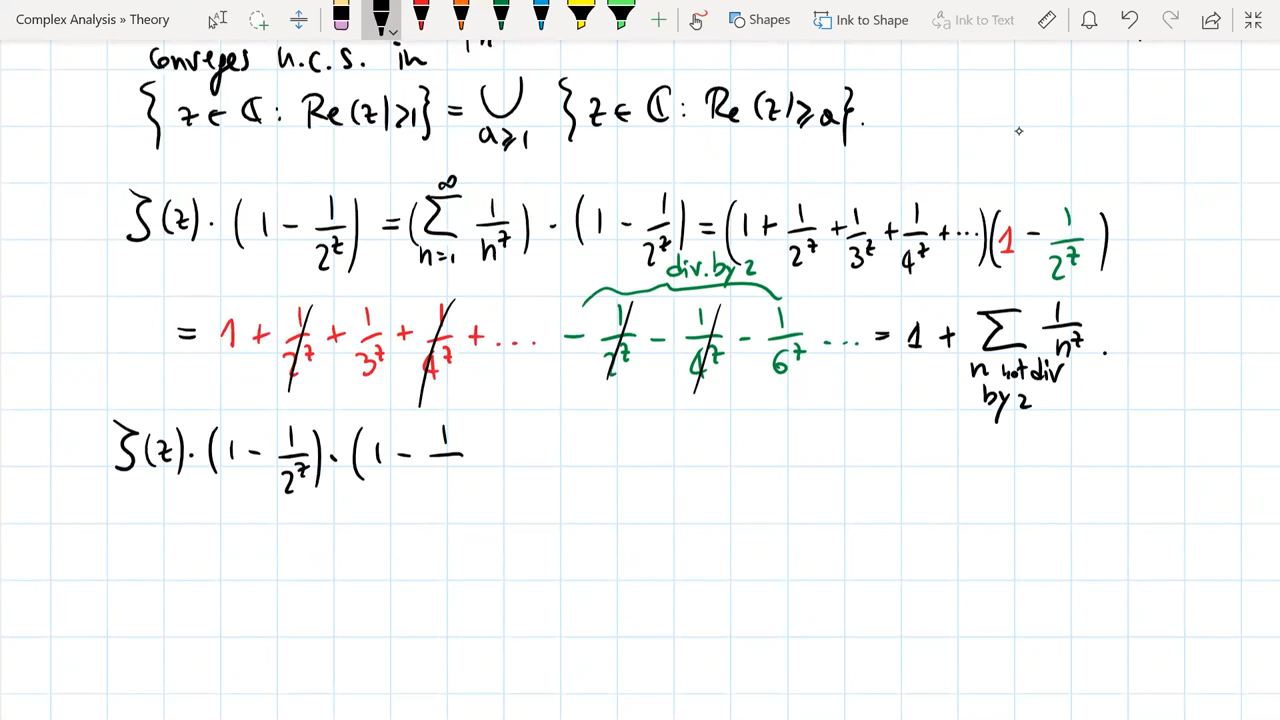 Complex Analysis » Theory
Shapes
Ink to Shape
Ink to Text
Conveges u.c.s. in
{ z ∈ ℂ : Re(z)>1} = ⋃ a≥1 { z ∈ ℂ : Re(z)≥a}.
ζ(z) · (1 - 1/2^z) = (∑_{n=1}^∞ 1/n^z) · (1 - 1/2^z) = (1 + 1/2^z + 1/3^z + 1/4^z + ...)(1 - 1/2^z)
div. by 2
= 1 + 1/2^z + 1/3^z + 1/4^z + ... - 1/2^z - 1/4^z - 1/6^z ... = 1 + ∑_{n not div by 2} 1/n^z .
ζ(z) · (1 - 1/2^z) · (1 - 1